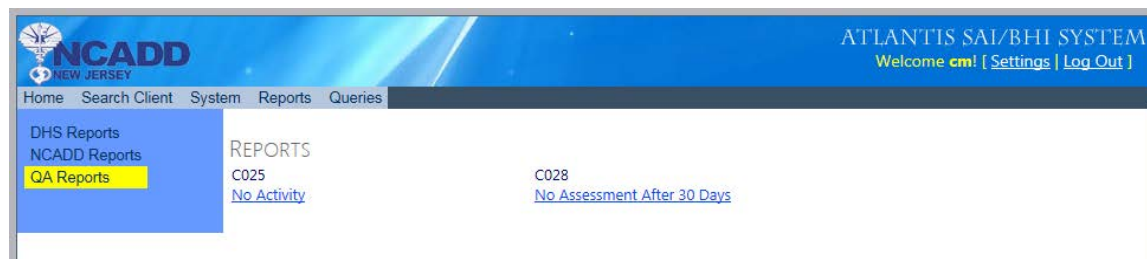 NCADD
NEW JERSEY
ATLANTIS SAI/BHI SYSTEM
Welcome cm! [ Settings | Log Out ]
Home Search Client System Reports Queries
DHS Reports
NCADD Reports
QA Reports
REPORTS
C025 C028
No Activity No Assessment After 30 Days